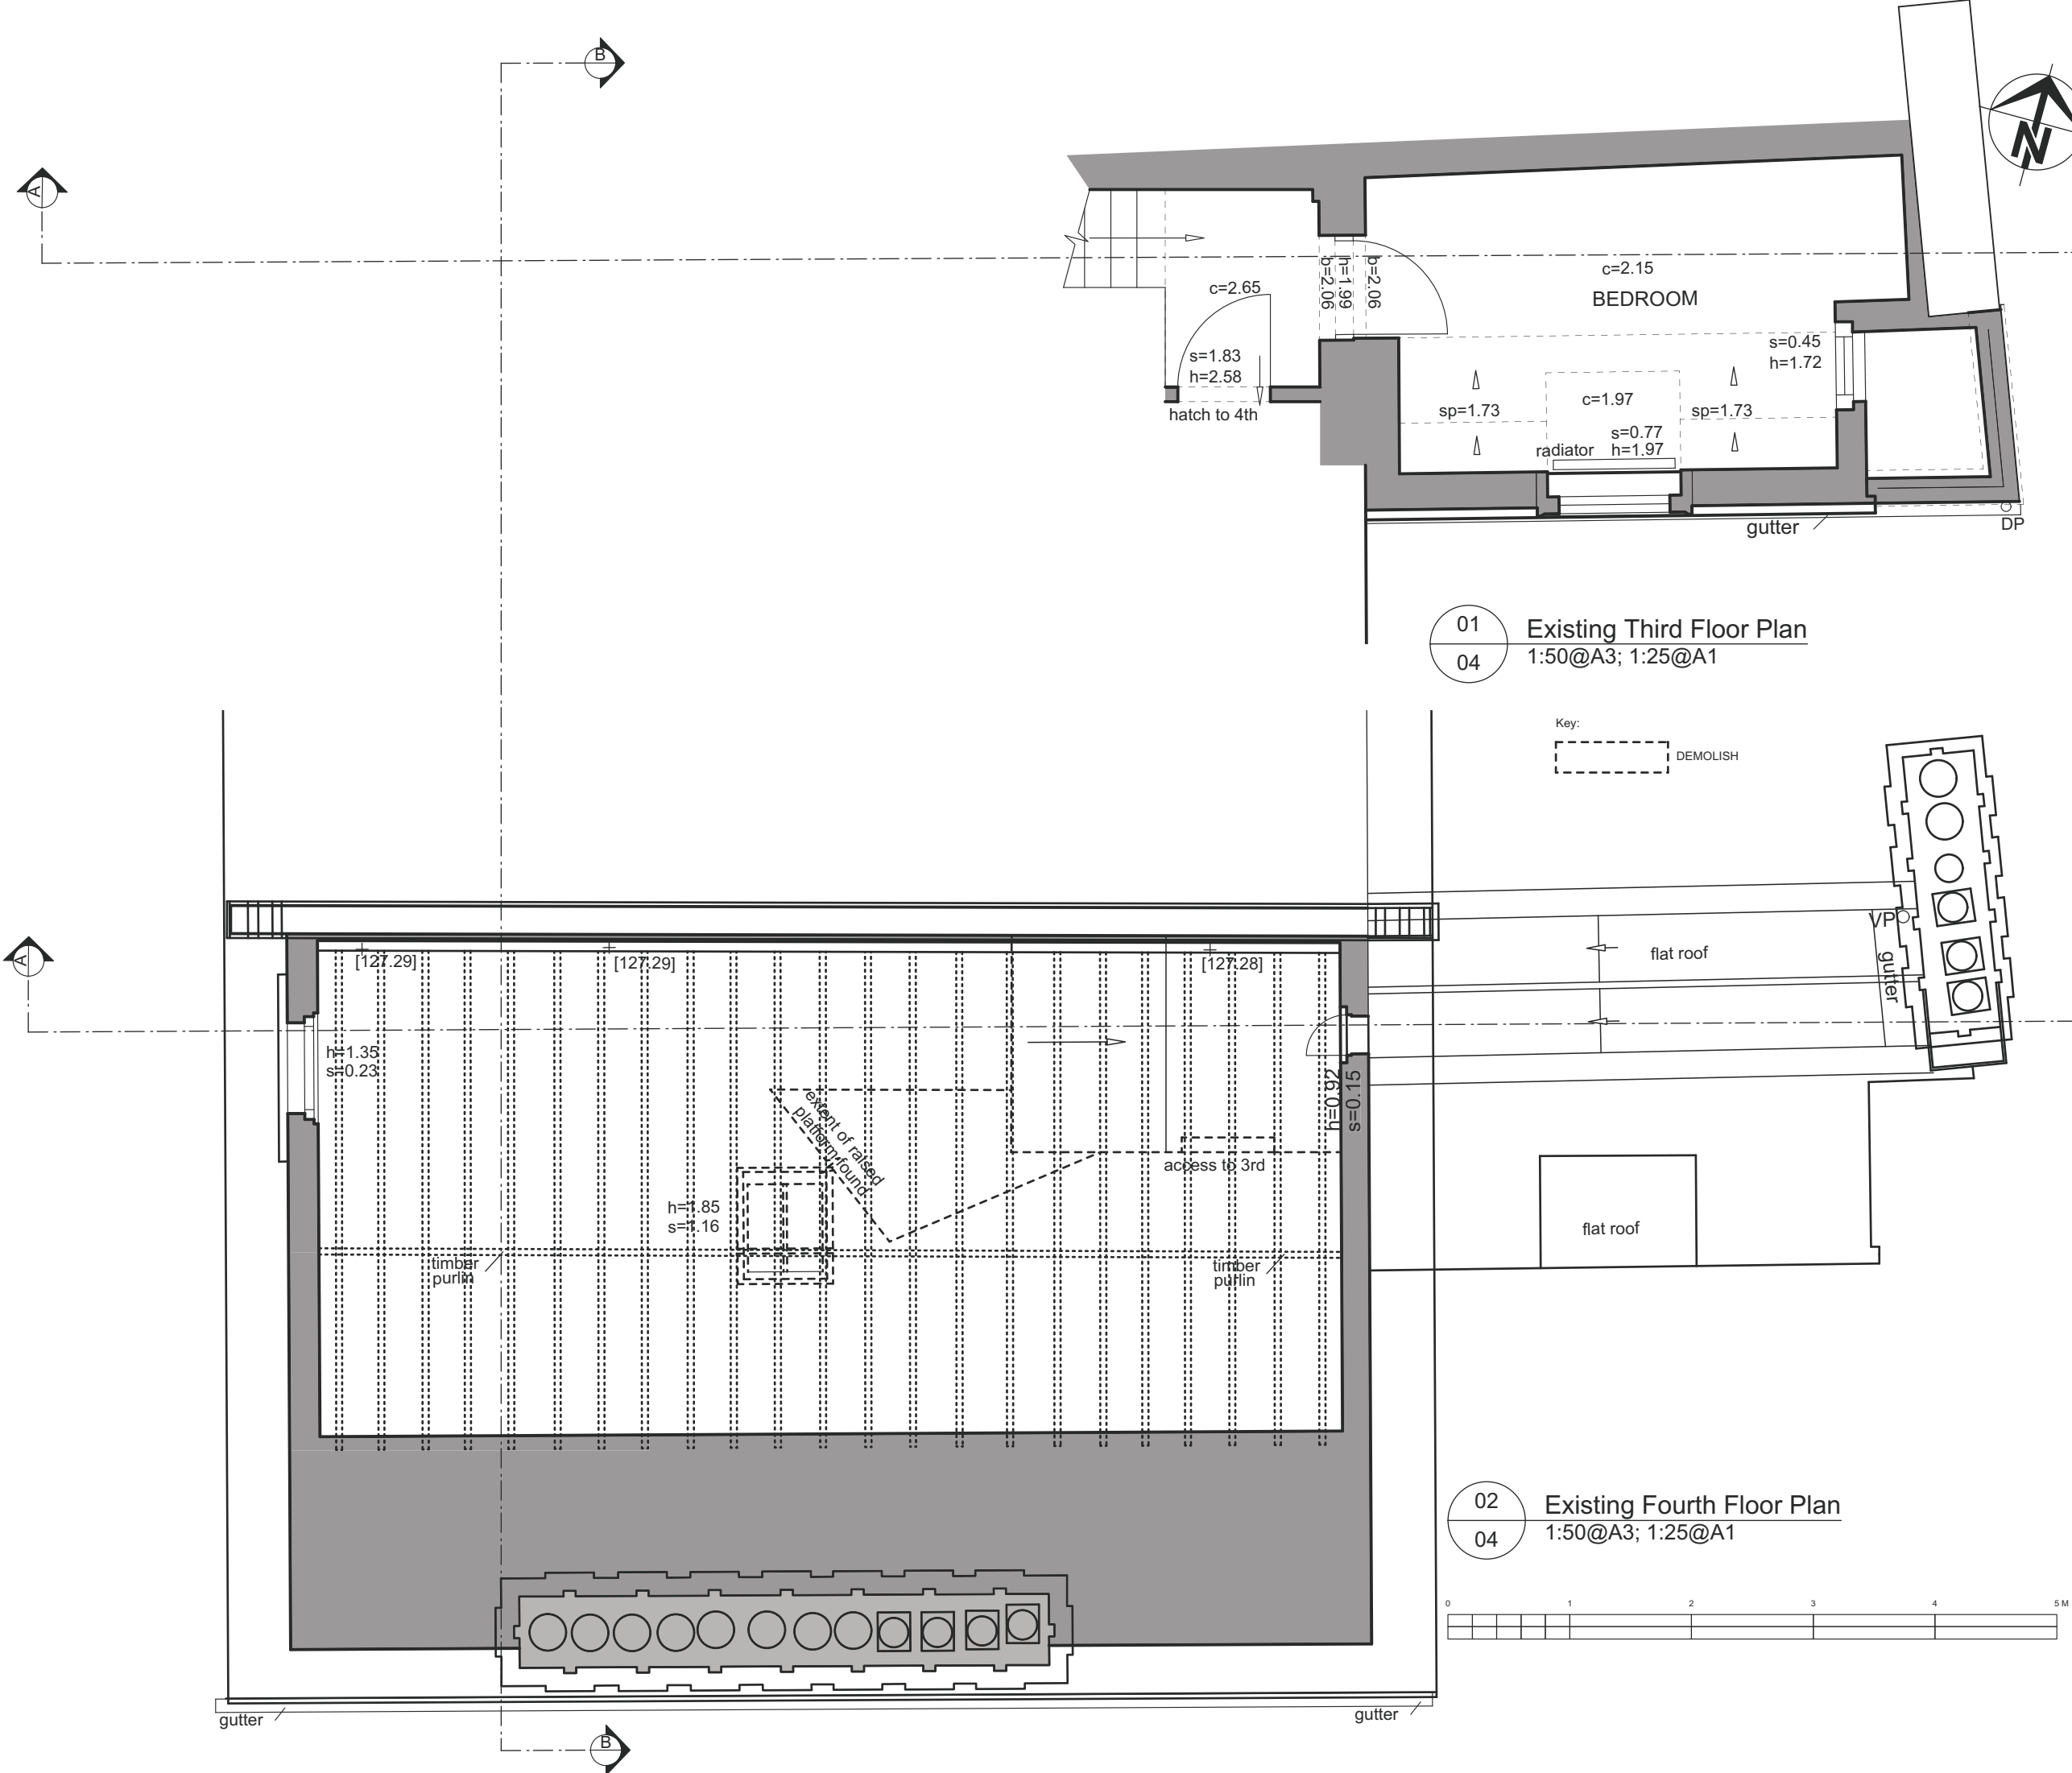 B
A
N
c=2.65
b=2.06
h=1.99
b=2.06
c=2.15
BEDROOM
s=0.45
h=1.72
s=1.83
h=2.58
hatch to 4th
sp=1.73
c=1.97
sp=1.73
s=0.77
radiator h=1.97
gutter
DP
01
04
Existing Third Floor Plan
1:50@A3; 1:25@A1
Key:
DEMOLISH
A
[127.29]
[127.29]
[127.28]
VP
gutter
flat roof
h=1.35
s=0.23
h=0.92
s=0.15
extent of raised
platform found
access to 3rd
h=1.85
s=1.16
flat roof
timber
purlin
timber
purlin
02
04
Existing Fourth Floor Plan
1:50@A3; 1:25@A1
0 1 2 3 4 5 M
gutter
gutter
B